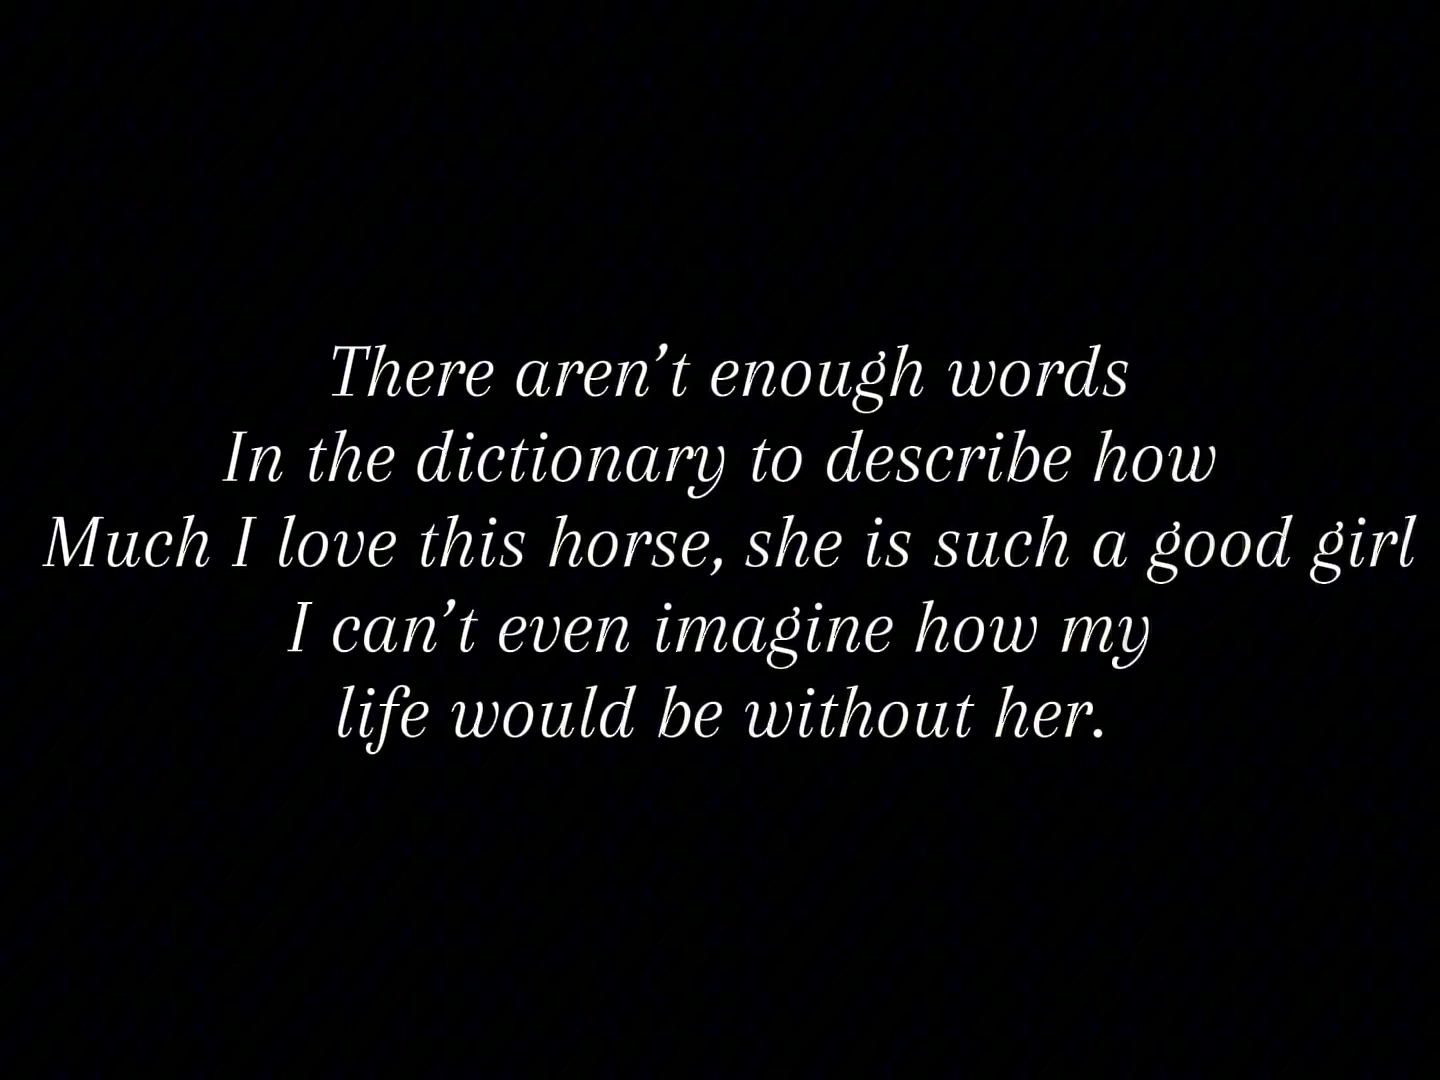 There aren’t enough words
In the dictionary to describe how
Much I love this horse, she is such a good girl
I can’t even imagine how my
life would be without her.